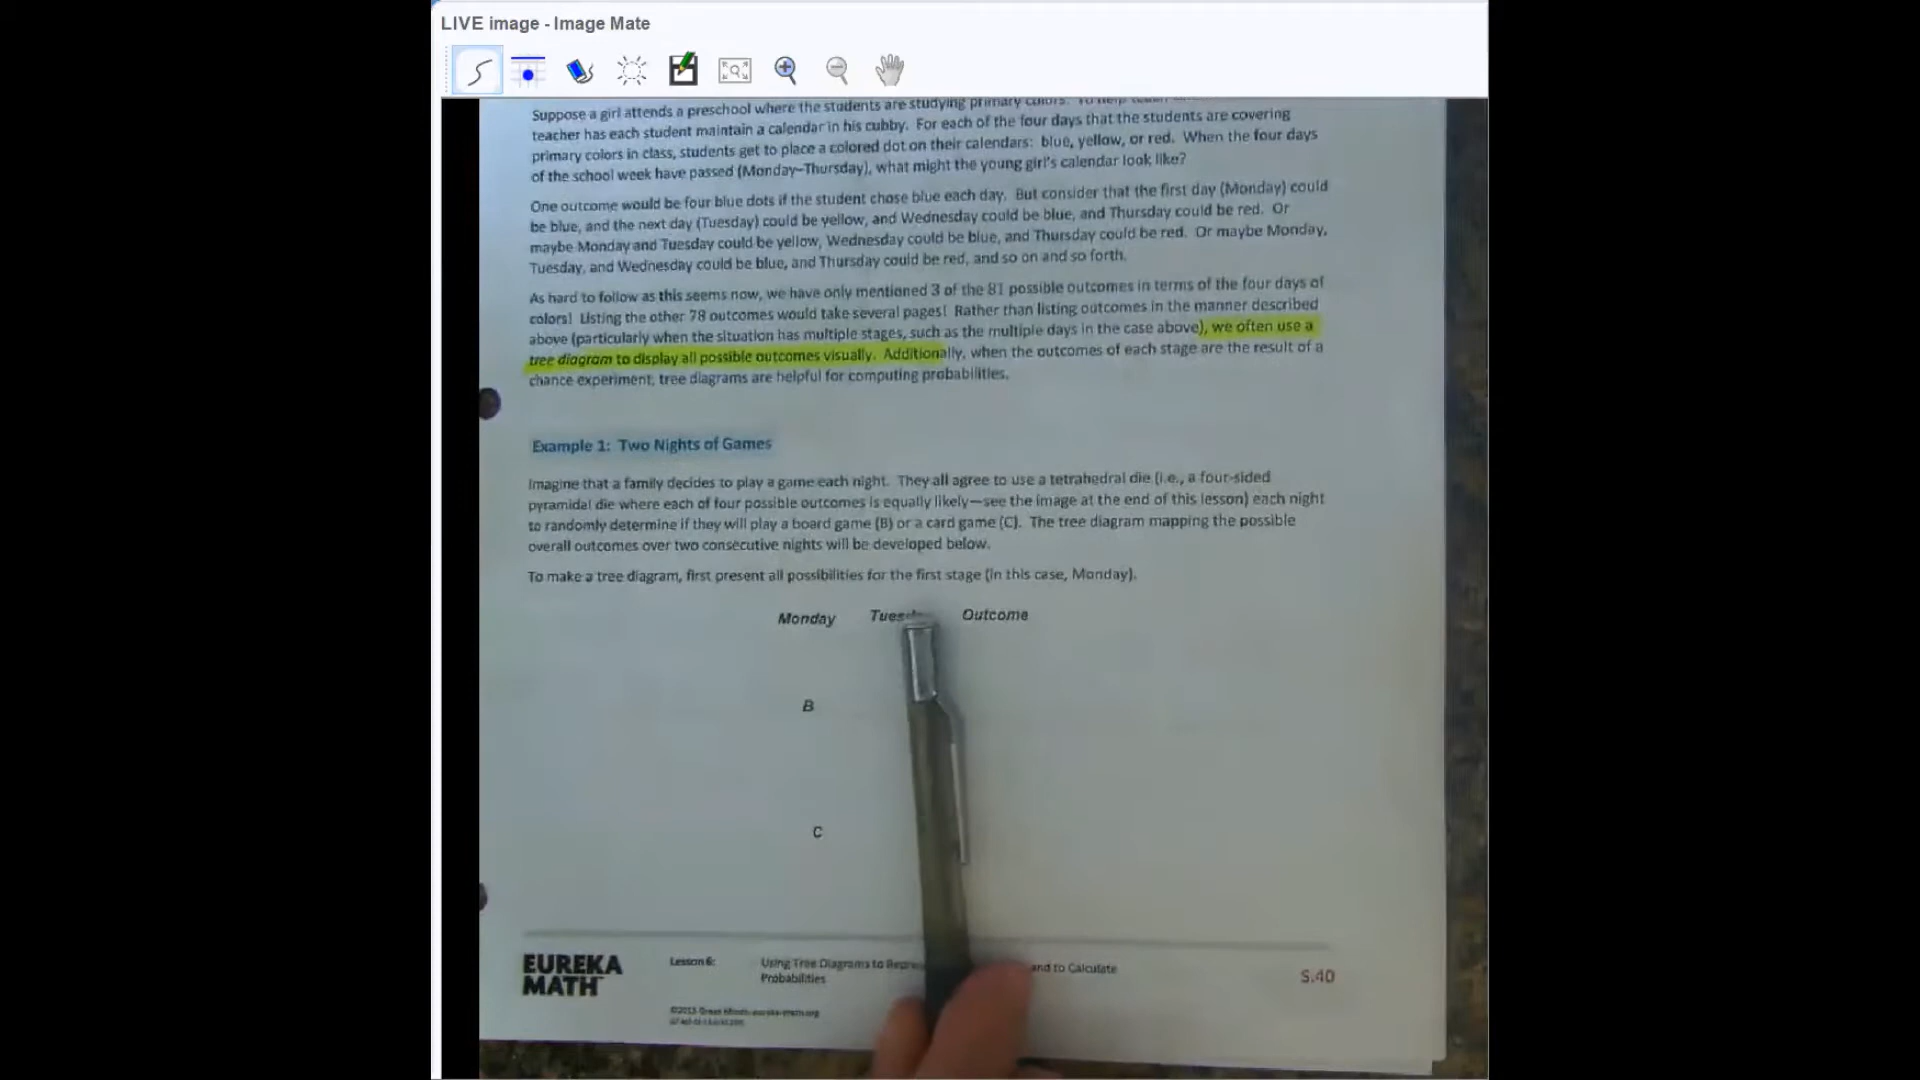 LIVE image - Image Mate
Suppose a girl attends a preschool where the students are studying primary colors. To help
teacher has each student maintain a calendar in his cubby. For each of the four days that the students are covering
primary colors in class, students get to place a colored dot on their calendars: blue, yellow, or red. When the four days
of the school week have passed (Monday–Thursday), what might the young girl's calendar look like?
One outcome would be four blue dots if the student chose blue each day. But consider that the first day (Monday) could
be blue, and the next day (Tuesday) could be yellow, and Wednesday could be blue, and Thursday could be red. Or
maybe Monday and Tuesday could be yellow, Wednesday could be blue, and Thursday could be red. Or maybe Monday,
Tuesday, and Wednesday could be blue, and Thursday could be red, and so on and so forth.
As hard to follow as this seems now, we have only mentioned 3 of the 81 possible outcomes in terms of the four days of
colors! Listing the other 78 outcomes would take several pages! Rather than listing outcomes in the manner described
above (particularly when the situation has multiple stages, such as the multiple days in the case above), we often use a
tree diagram to display all possible outcomes visually. Additionally, when the outcomes of each stage are the result of a
chance experiment, tree diagrams are helpful for computing probabilities.
Example 1: Two Nights of Games
Imagine that a family decides to play a game each night. They all agree to use a tetrahedral die (i.e., a four-sided
pyramidal die where each of four possible outcomes is equally likely—see the image at the end of this lesson) each night
to randomly determine if they will play a board game (B) or a card game (C). The tree diagram mapping the possible
overall outcomes over two consecutive nights will be developed below.
To make a tree diagram, first present all possibilities for the first stage (in this case, Monday).
Monday Tuesday Outcome
B
C
EUREKA
MATH
Lesson 6:
Using Tree Diagrams to and to Calculate
Probabilities
S.40
©2015 Great Minds eureka-math.org